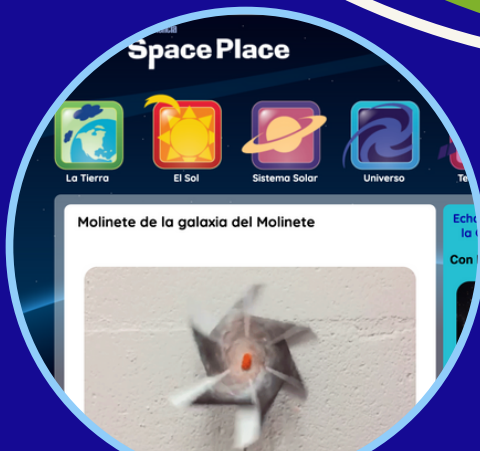 Space Place
La Tierra
El Sol
Sistema Solar
Universo
Molinete de la galaxia del Molinete
Con